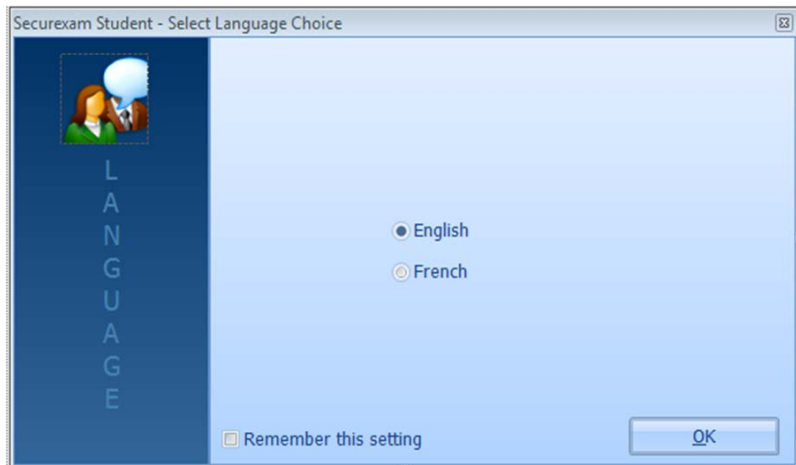 Securexam Student - Select Language Choice
L
A
N
G
U
A
G
E
English
French
Remember this setting
OK